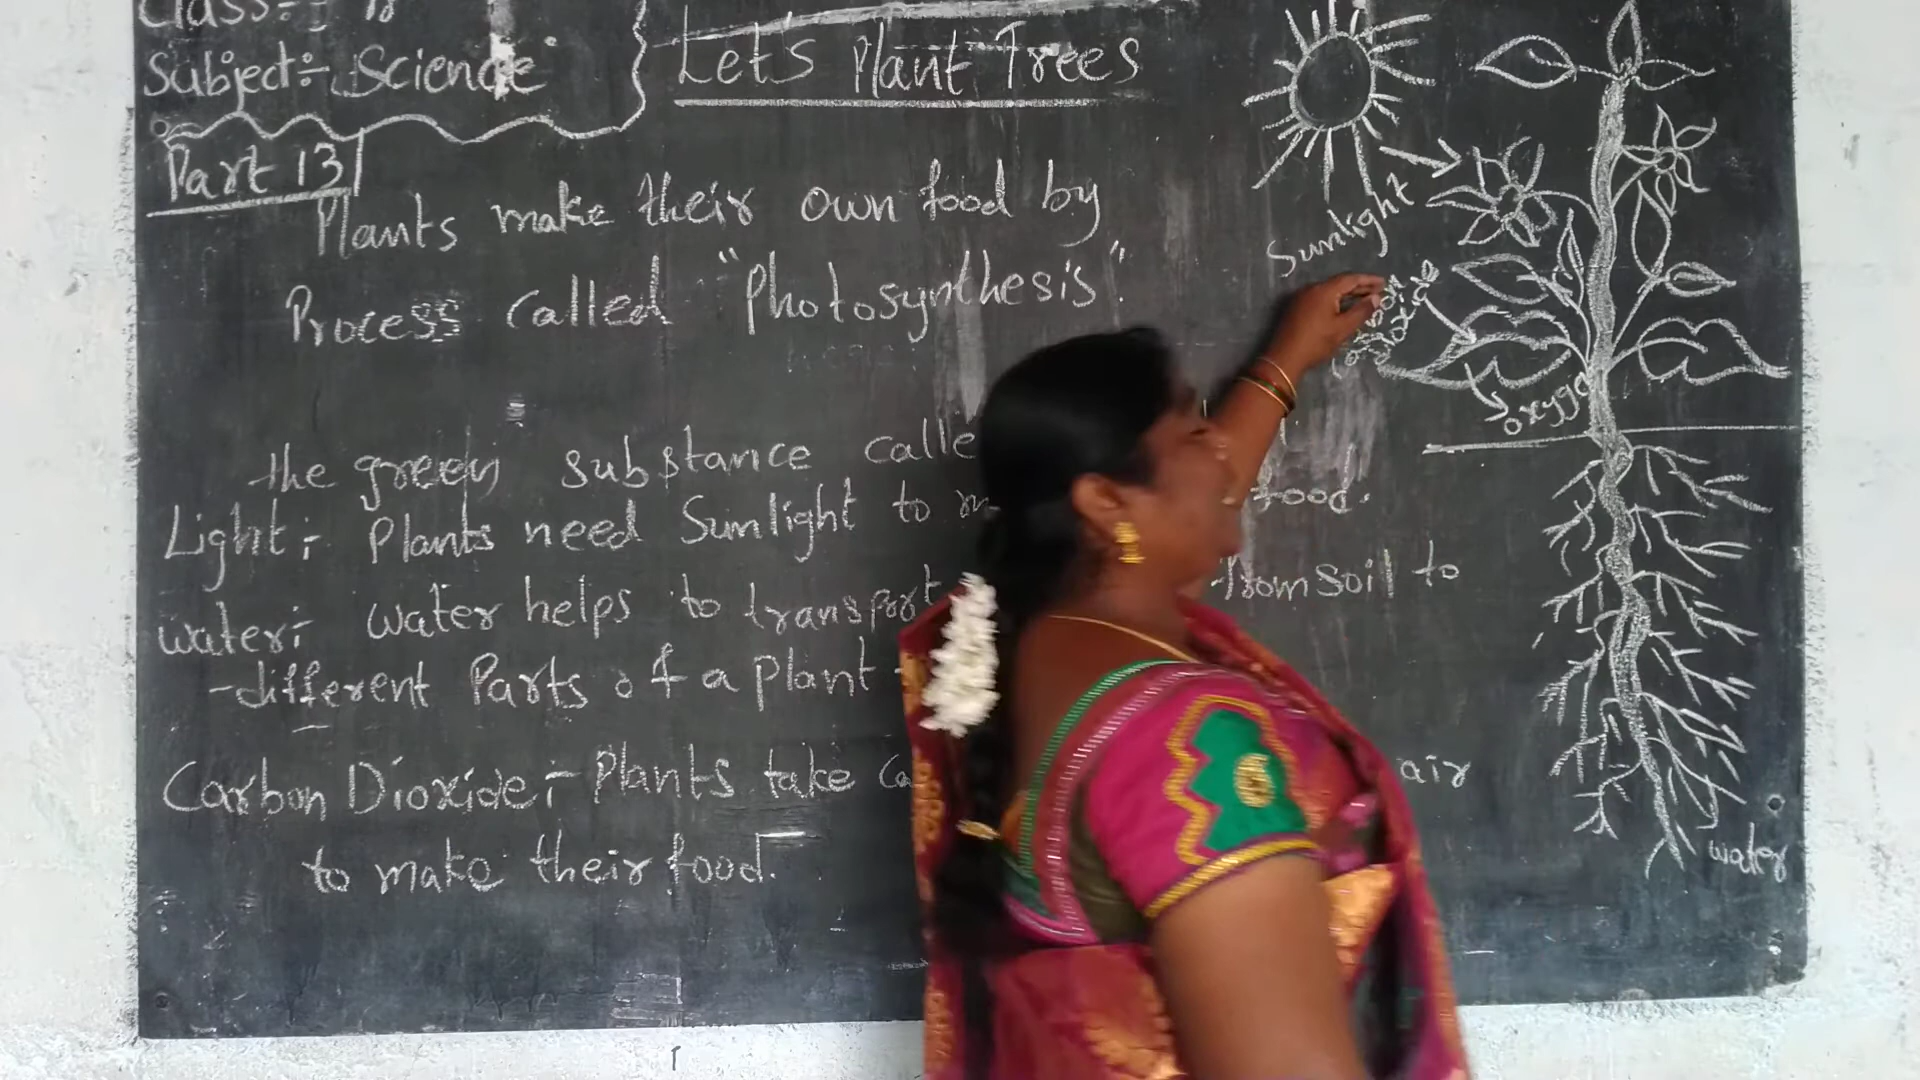 Class:-
Subject:- Science
Let's Plant Trees
Part 13
Plants make their own food by
Process called "Photosynthesis".
the green substance calle
Light:- Plants need Sunlight to m food.
water:- water helps to transport from soil to
different Parts of a plant
Carbon Dioxide:- Plants take Ca air
to make their food.
Sunlight
oxyge
water